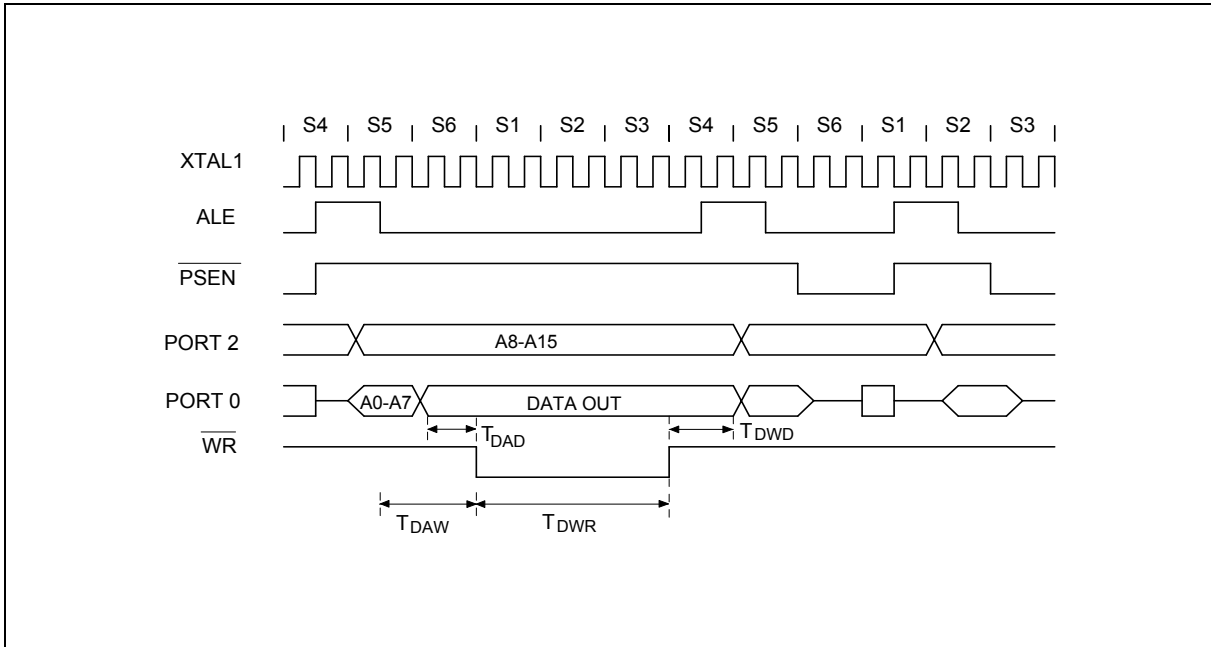 S4 S5 S6 S1 S2 S3 S4 S5 S6 S1 S2 S3
XTAL1
ALE
PSEN
PORT 2 A8-A15
PORT 0 A0-A7 DATA OUT
WR TDAD TDWD
TDAW TDWR